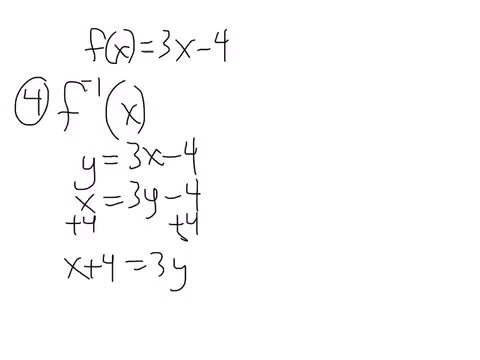 f(x)=3x-4
④ f⁻¹(x)
y=3x-4
x=3y-4
+4 +4
x+4=3y